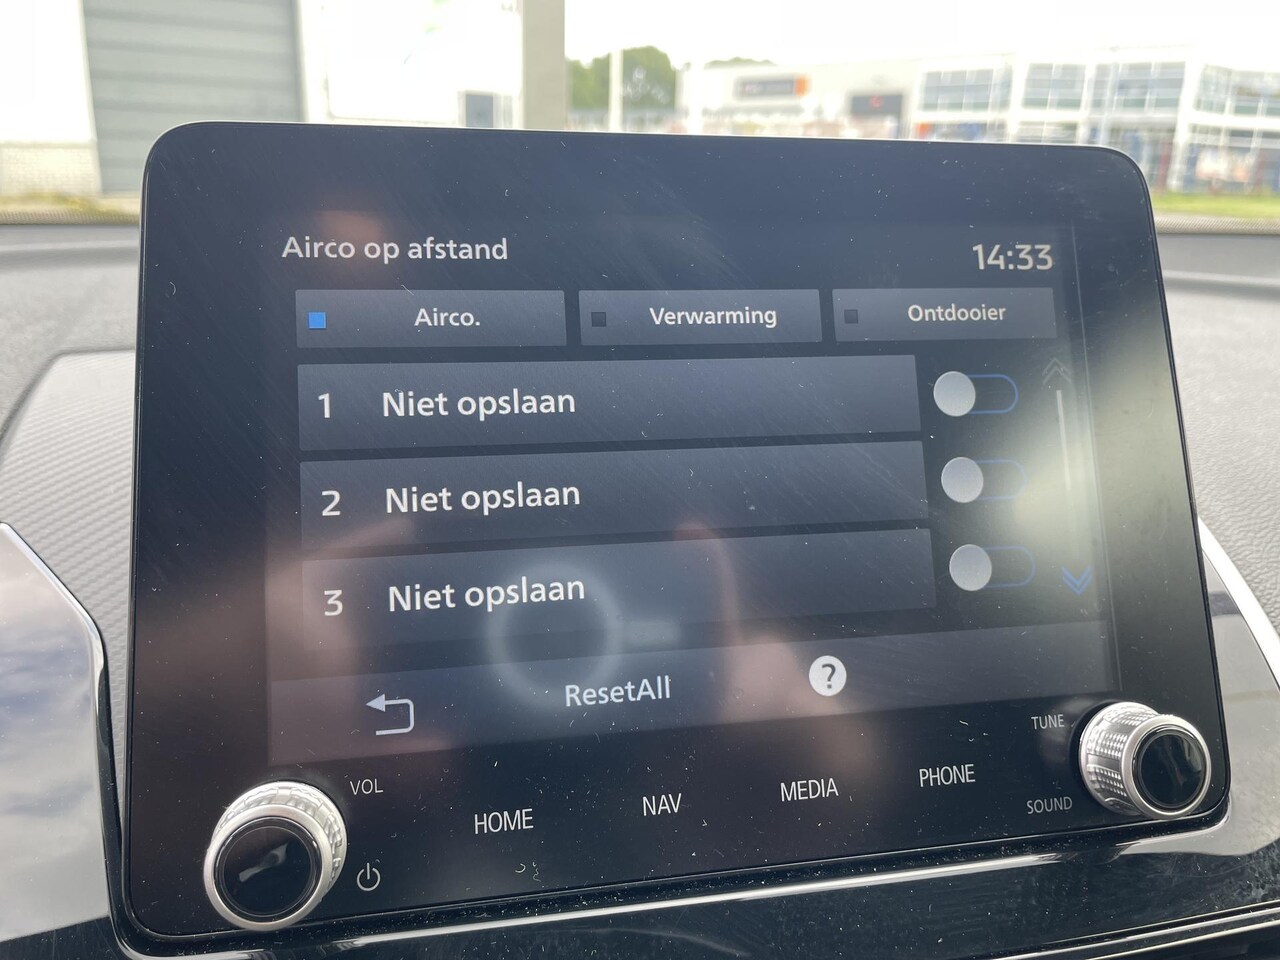 Airco op afstand
14:33
Airco.
Verwarming
Ontdooier
1 Niet opslaan
2 Niet opslaan
3 Niet opslaan
ResetAll
?
VOL
HOME
NAV
MEDIA
PHONE
TUNE
SOUND